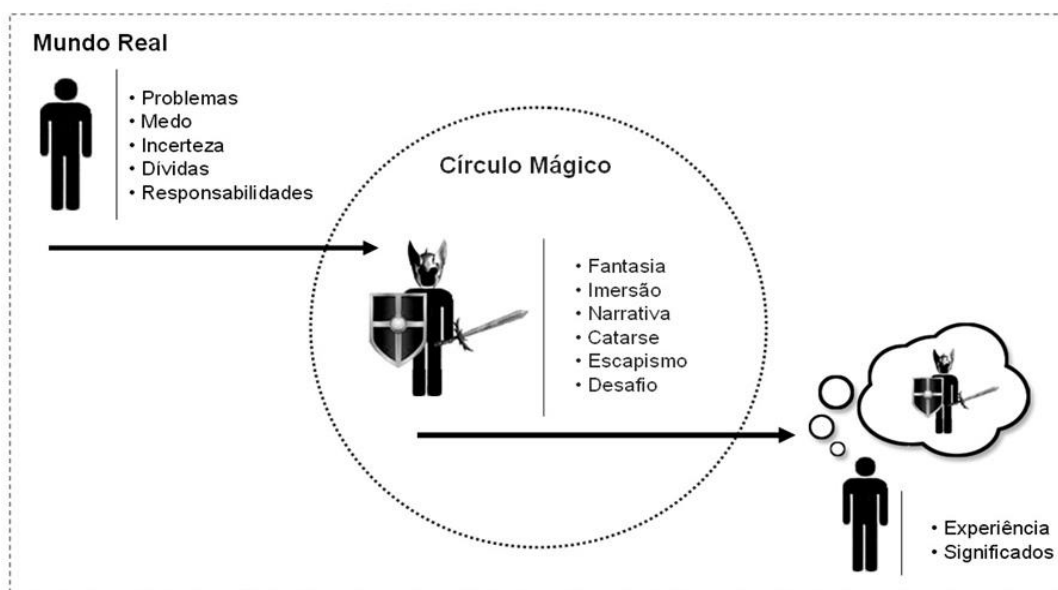 Mundo Real
• Problemas
• Medo
• Incerteza
• Dívidas
• Responsabilidades
Círculo Mágico
• Fantasia
• Imersão
• Narrativa
• Catarse
• Escapismo
• Desafio
• Experiência
• Significados